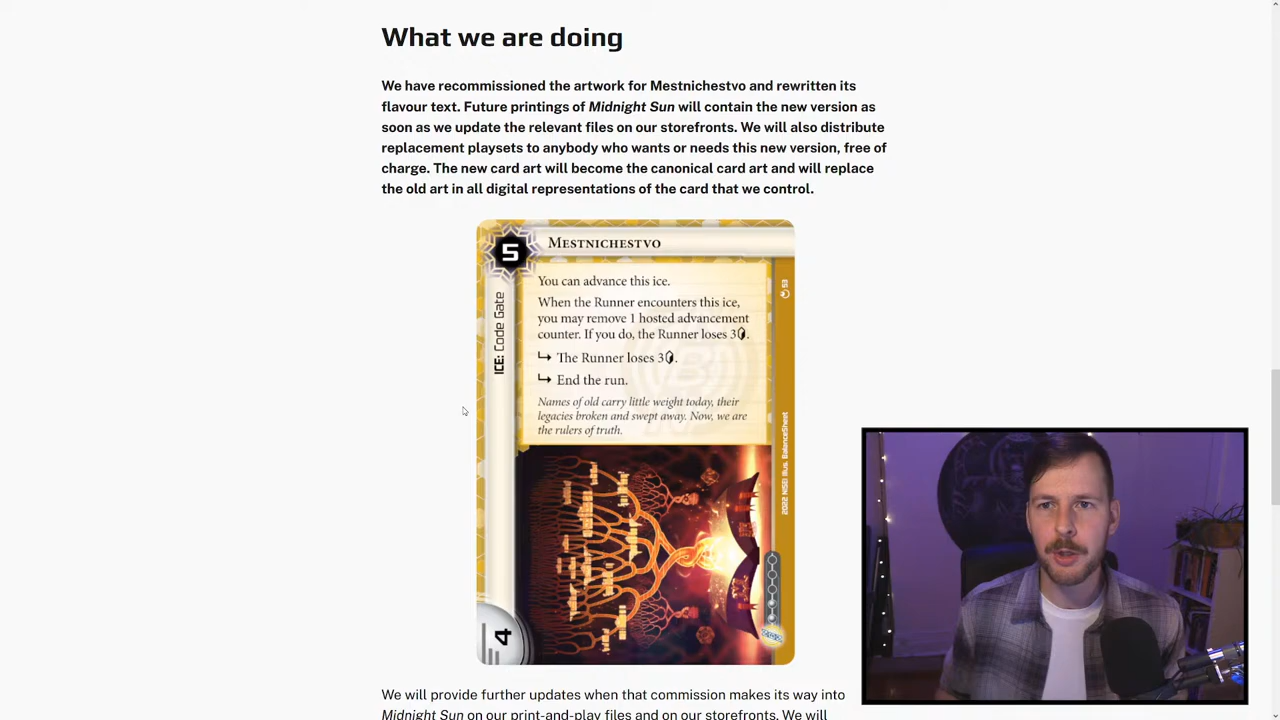 What we are doing
We have recommissioned the artwork for Mestnichestvo and rewritten its
flavour text. Future printings of Midnight Sun will contain the new version as
soon as we update the relevant files on our storefronts. We will also distribute
replacement playsets to anybody who wants or needs this new version, free of
charge. The new card art will become the canonical card art and will replace
the old art in all digital representations of the card that we control.
5
MESTNICHESTVO
ICE: Code Gate
You can advance this ice.
When the Runner encounters this ice,
you may remove 1 hosted advancement
counter. If you do, the Runner loses 3
The Runner loses 3
End the run.
Names of old carry little weight today, their
legacies broken and swept away. Now, we are
the rulers of truth.
53
2022 NSG Illus. BalanceSheet
4
We will provide further updates when that commission makes its way into
Midnight Sun on our print-and-play files and on our storefronts. We will